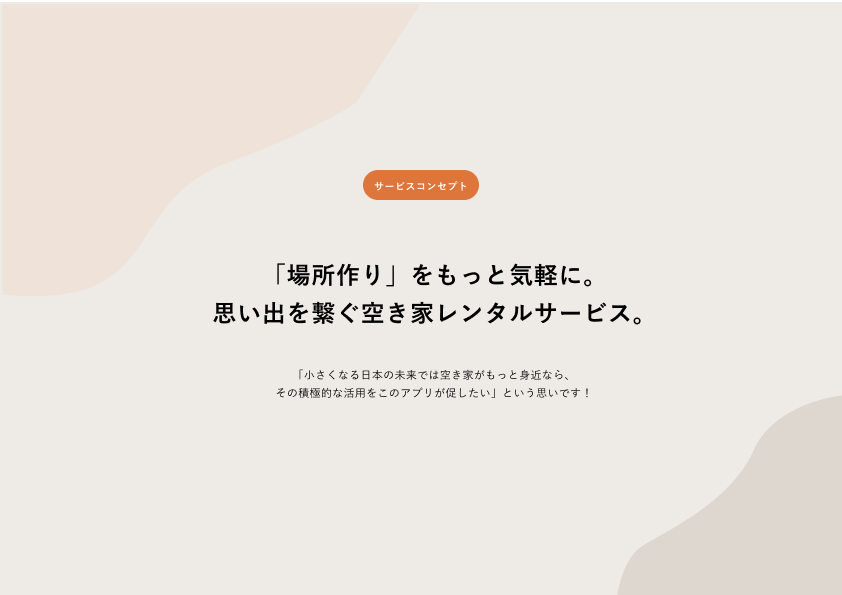 サービスコンセプト
「場所作り」をもっと気軽に。
思い出を繋ぐ空き家レンタルサービス。
「小さくなる日本の未来では空き家がもっと身近なら、
その積極的な活用をこのアプリが促したい」という思いです！